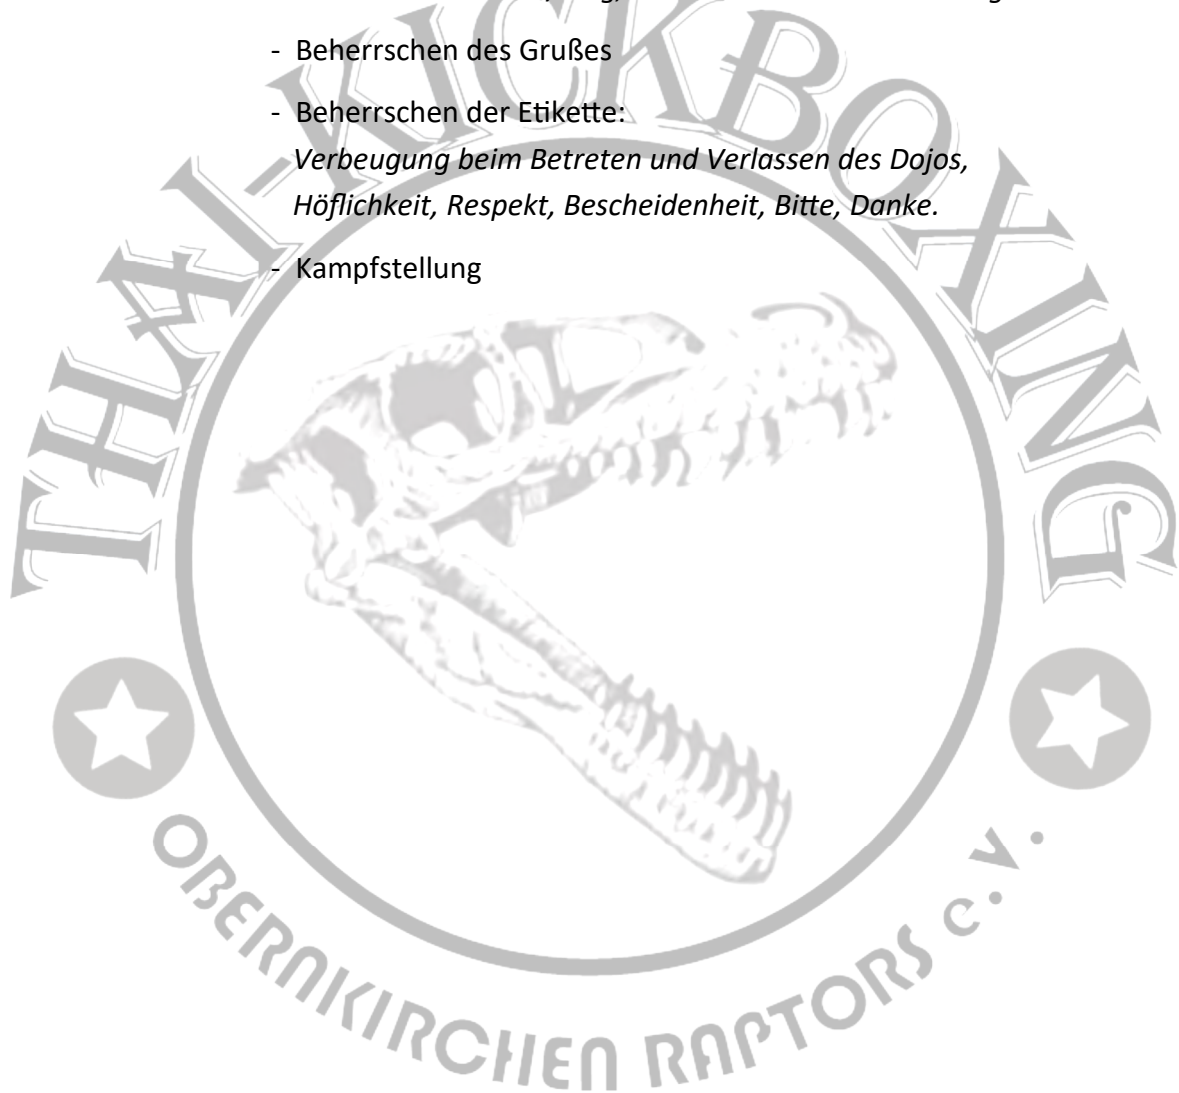 - Beherrschen des Grußes
- Beherrschen der Etikette:
Verbeugung beim Betreten und Verlassen des Dojos,
Höflichkeit, Respekt, Bescheidenheit, Bitte, Danke.
- Kampfstellung
THAI-KICKBOXING
OBERNKIRCHEN RAPTORS e.V.